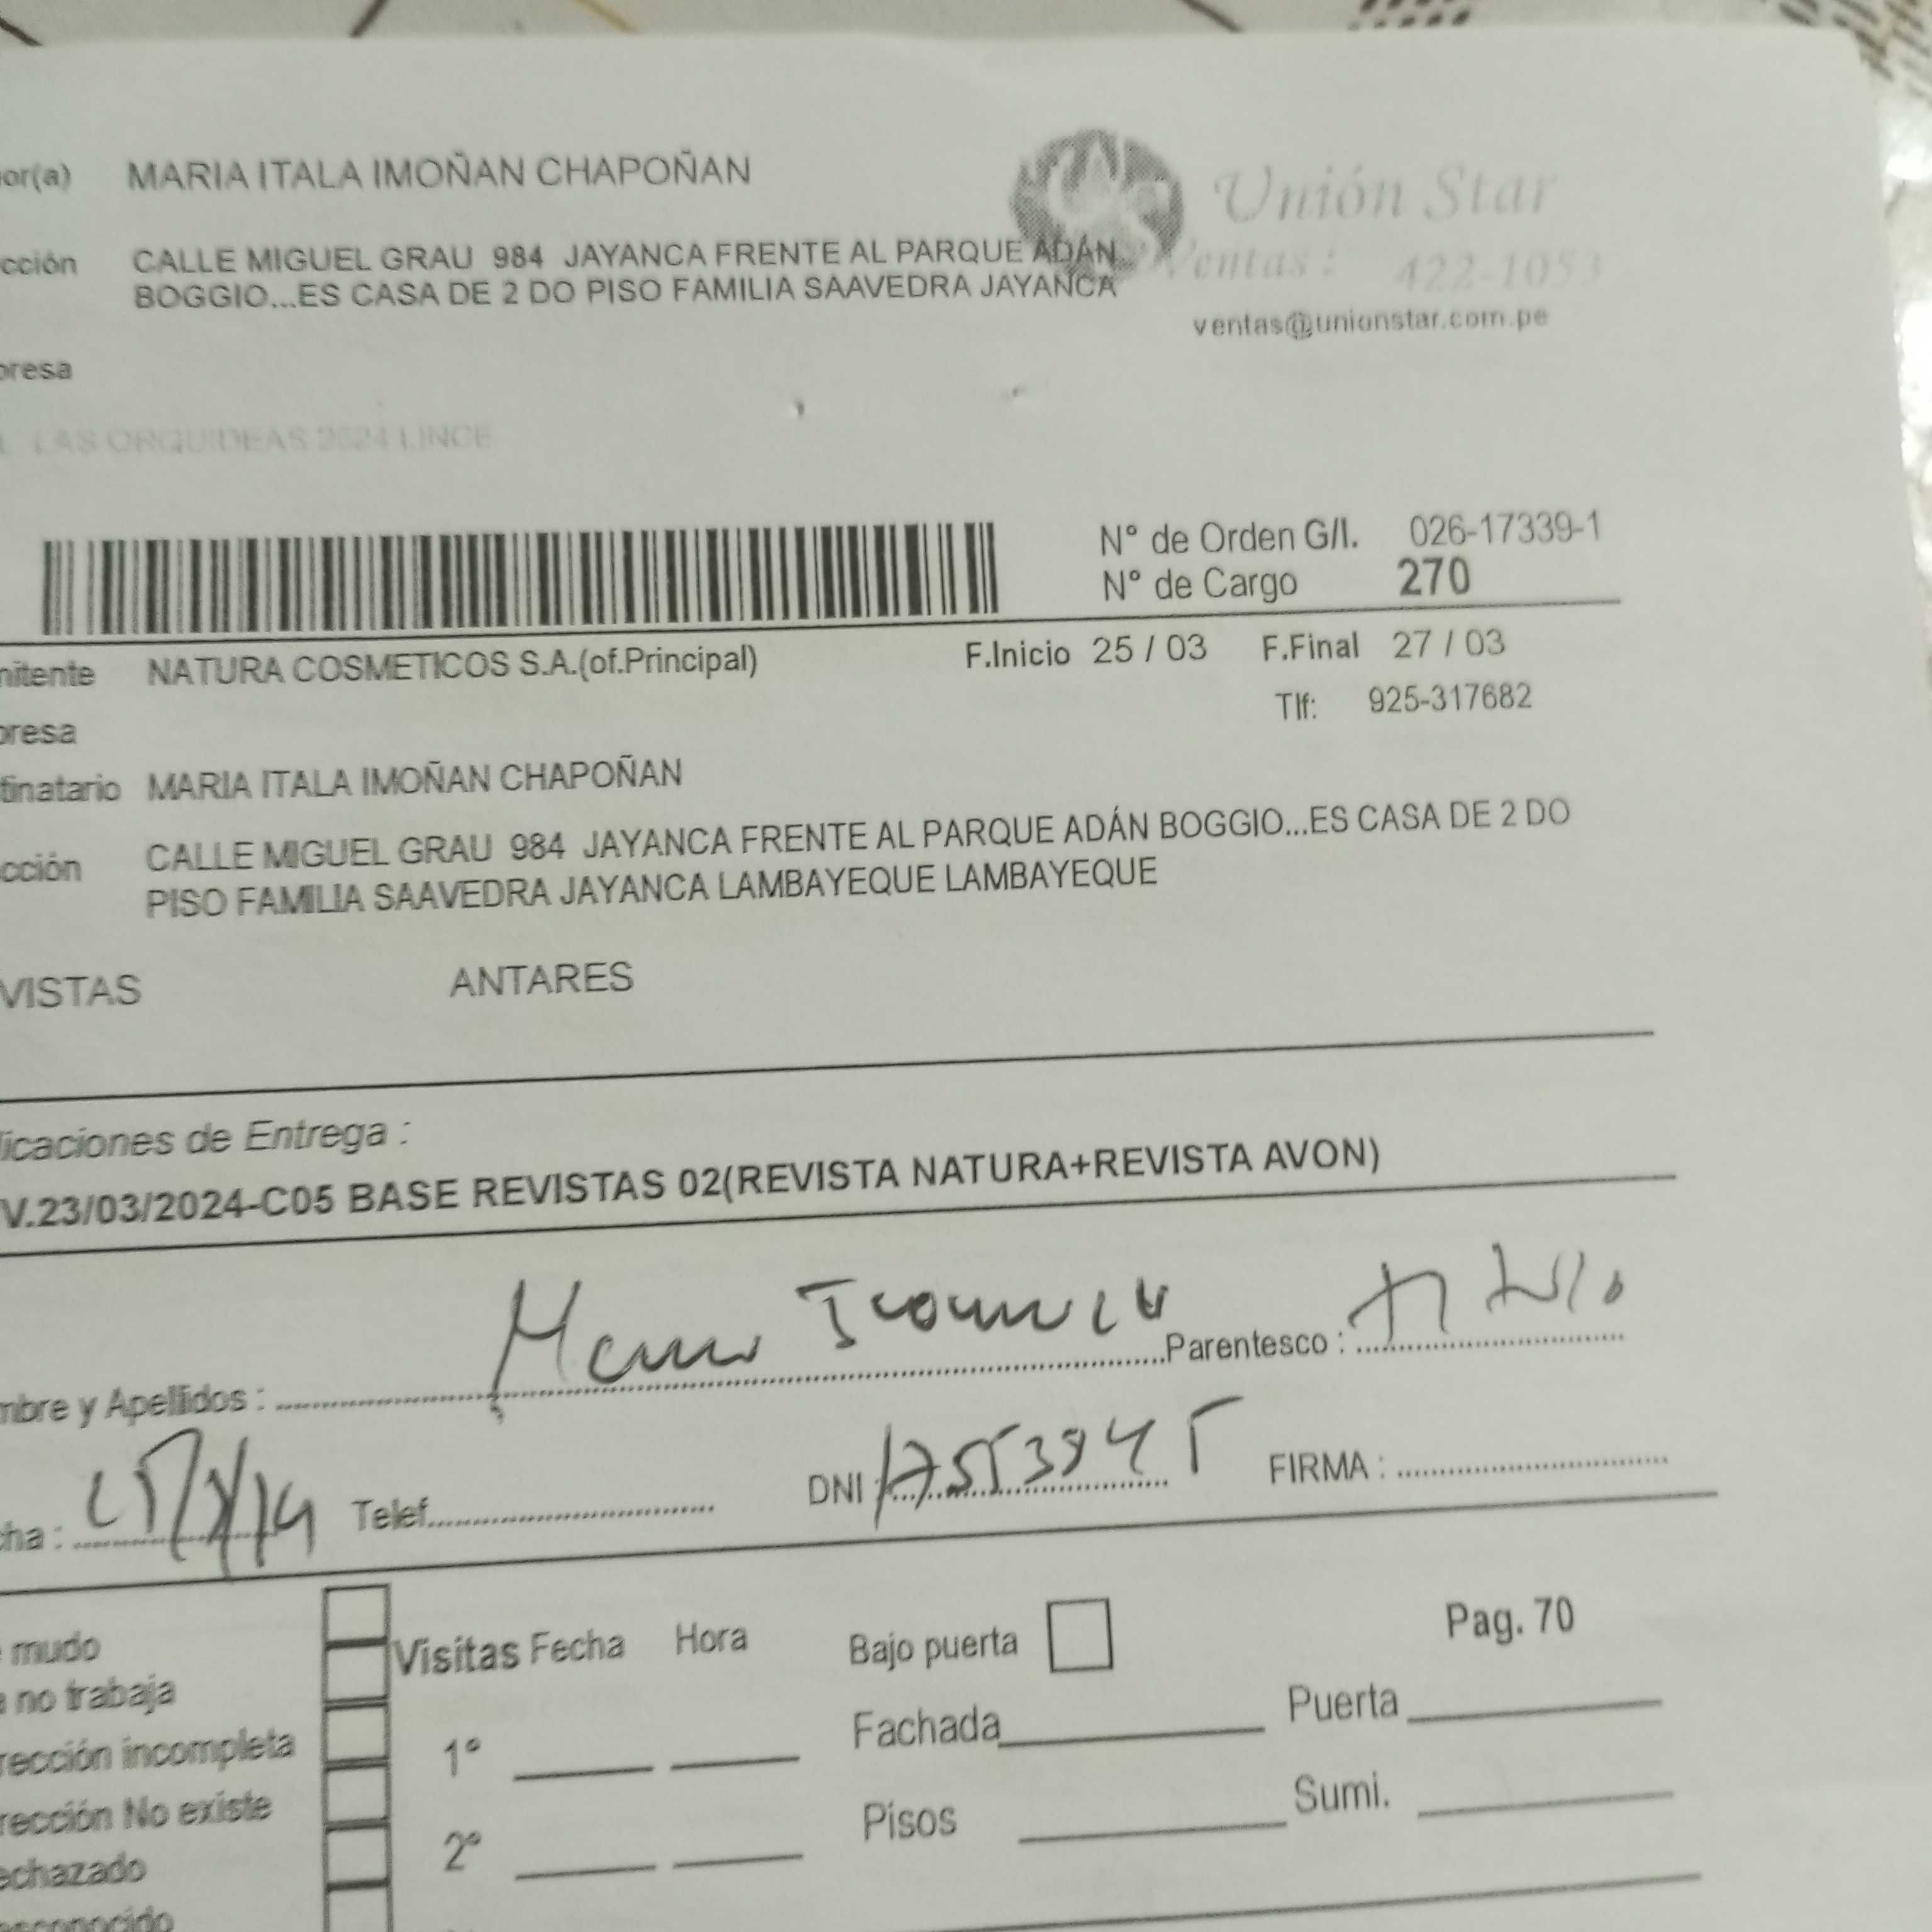 or(a) MARIA ITALA IMOÑAN CHAPOÑAN
Unión Star
cción CALLE MIGUEL GRAU 984 JAYANCA FRENTE AL PARQUE ADÁN
BOGGIO...ES CASA DE 2 DO PISO FAMILIA SAAVEDRA JAYANCA
Ventas: 422-1053
ventas@unionstar.com.pe
resa
LAS ORQUIDEAS 2624 LINCE
N° de Orden G/I. 026-17339-1
N° de Cargo 270
nitente NATURA COSMETICOS S.A.(of.Principal) F.Inicio 25 / 03 F.Final 27 / 03
resa Tlf: 925-317682
tinatario MARIA ITALA IMOÑAN CHAPOÑAN
cción CALLE MIGUEL GRAU 984 JAYANCA FRENTE AL PARQUE ADÁN BOGGIO...ES CASA DE 2 DO
PISO FAMILIA SAAVEDRA JAYANCA LAMBAYEQUE LAMBAYEQUE
VISTAS ANTARES
icaciones de Entrega :
V.23/03/2024-C05 BASE REVISTAS 02(REVISTA NATURA+REVISTA AVON)
mbre y Apellidos : Parentesco :
ha : Telef. DNI : FIRMA :
mudo
Visitas Fecha Hora Bajo puerta Pag. 70
no trabaja
Fachada Puerta
rección incompleta 1°
rección No existe Pisos Sumi.
echazado 2°